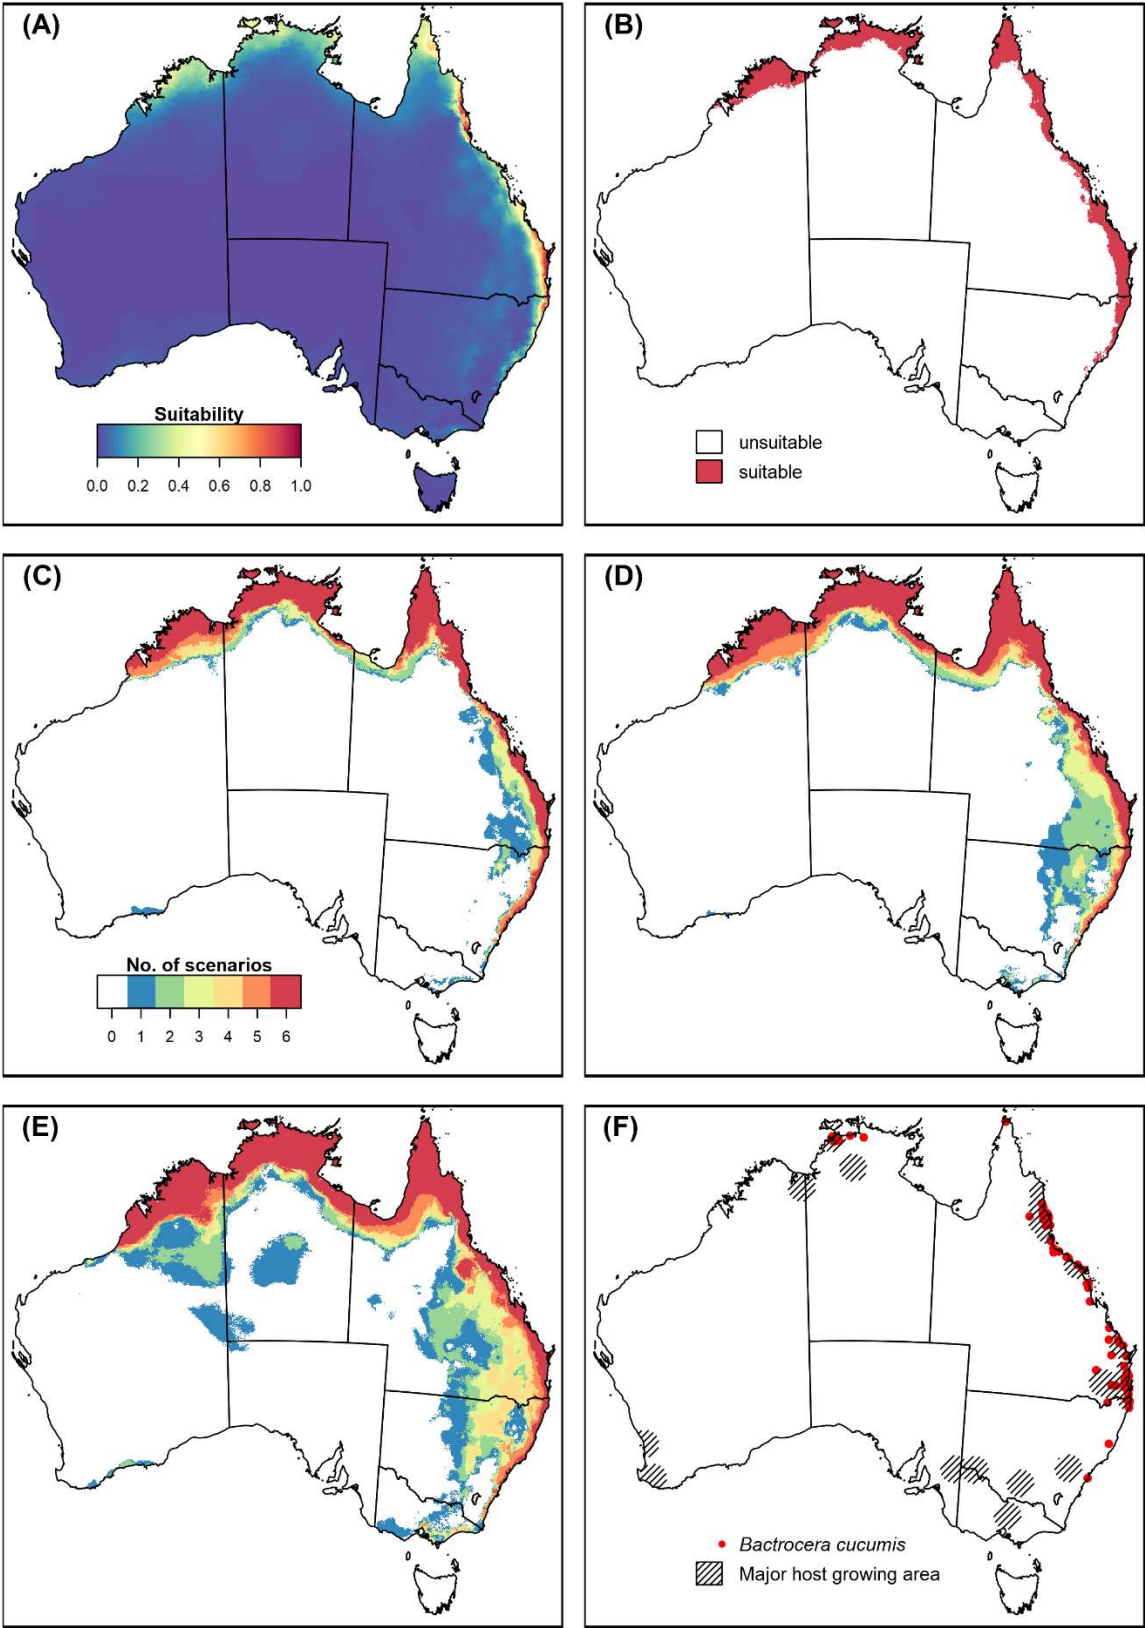 (A)
Suitability
0.0 0.2 0.4 0.6 0.8 1.0
(B)
unsuitable
suitable
(C)
No. of scenarios
0 1 2 3 4 5 6
(D)
(E)
(F)
Bactrocera cucumis
Major host growing area